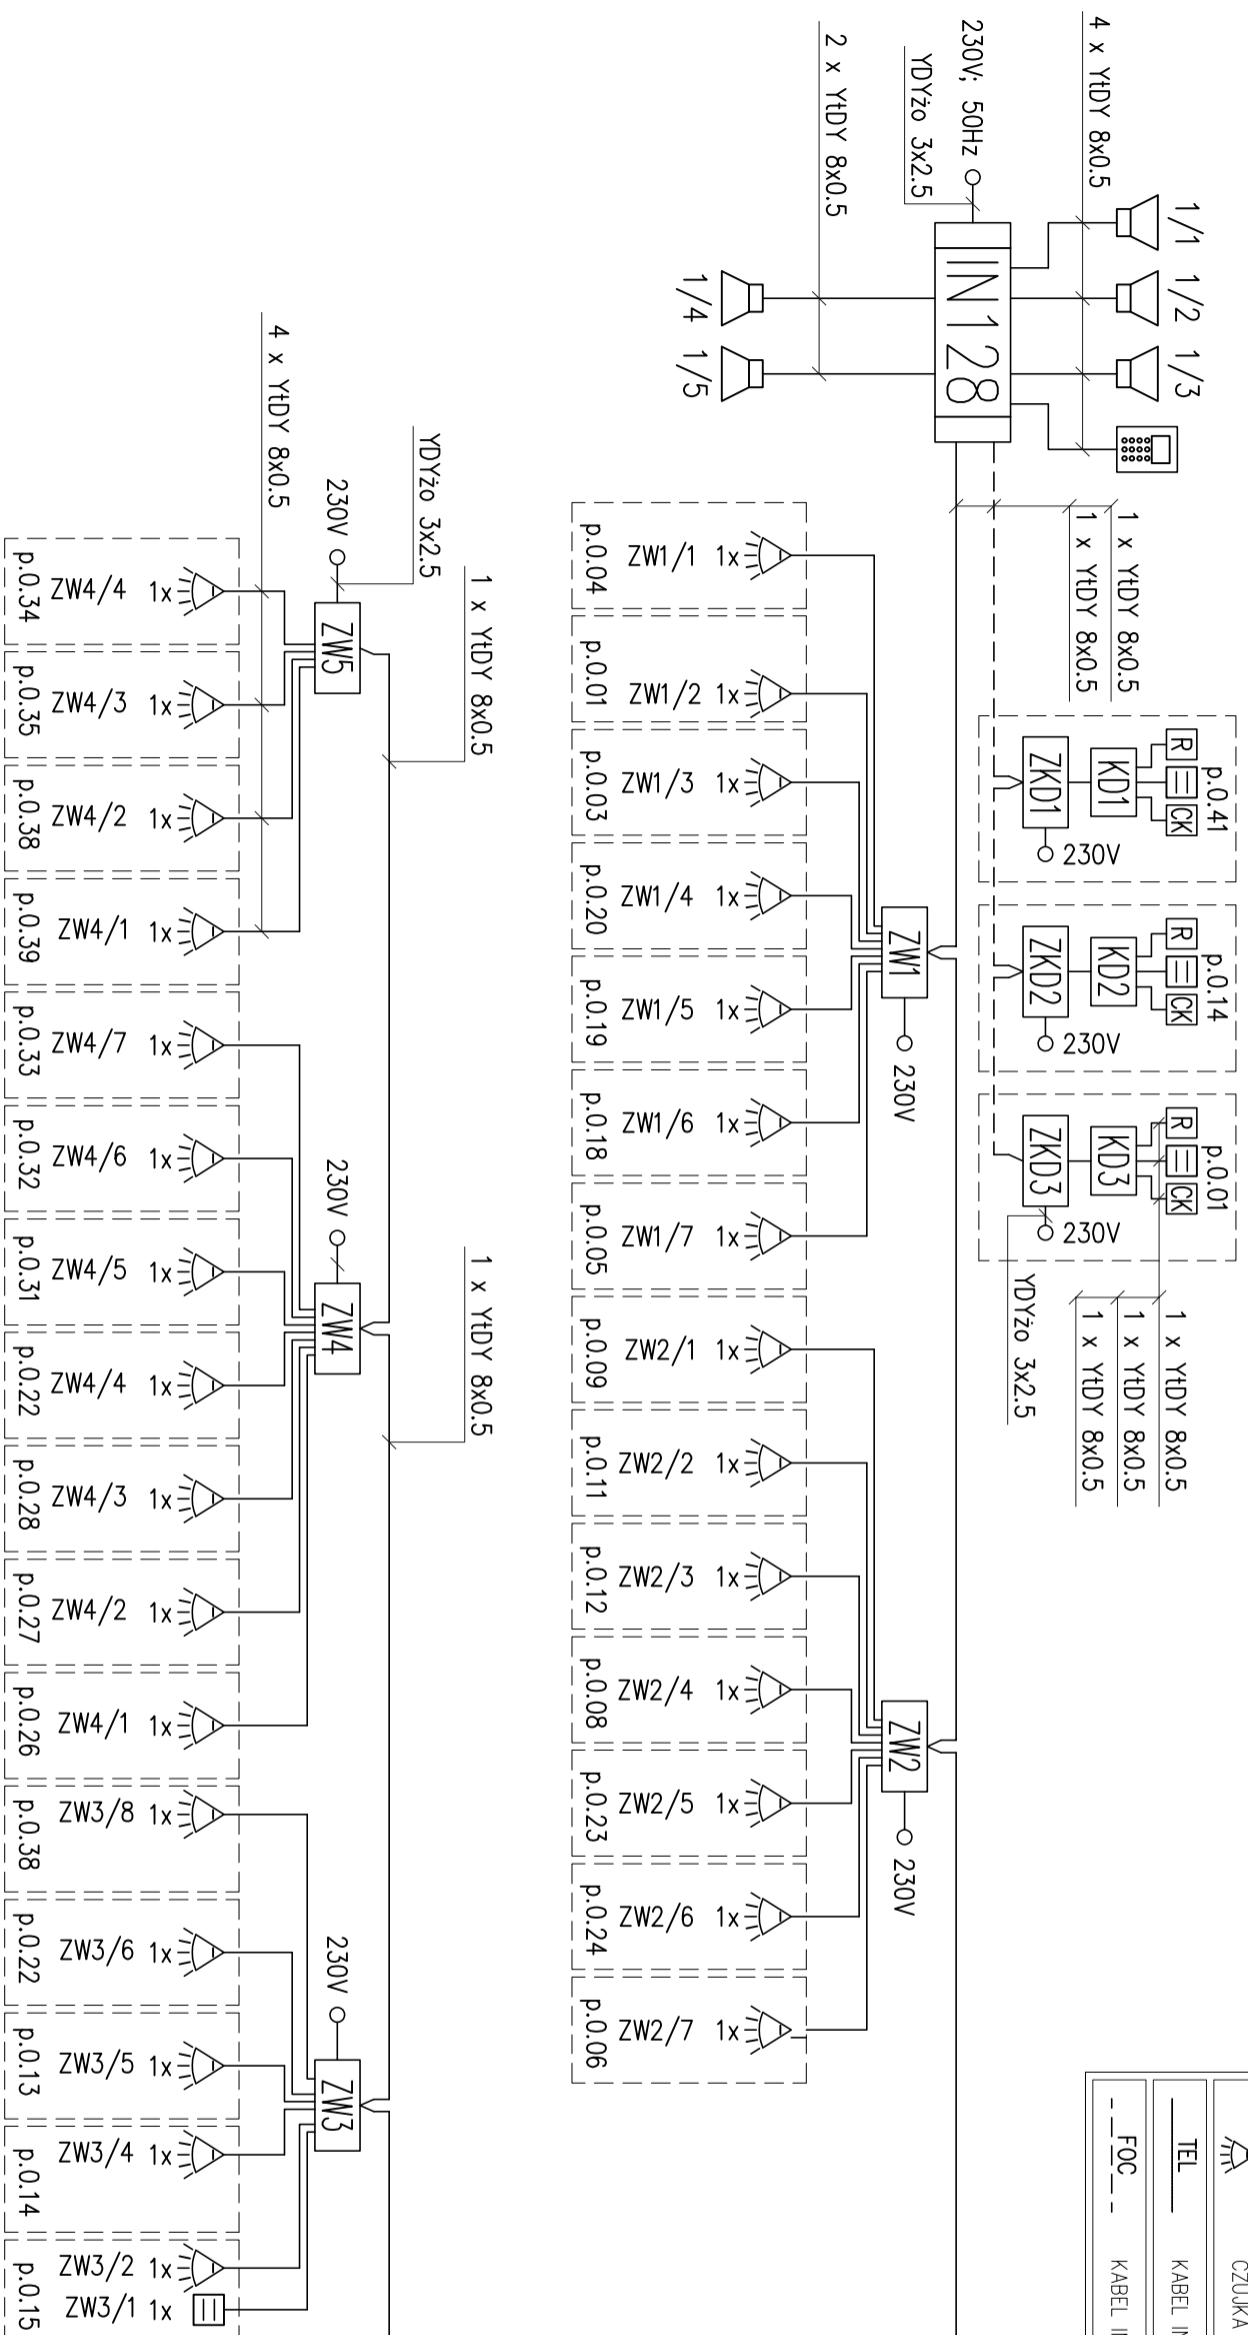 4 x YtDY 8x0.5
1/1
1/2
1/3
230V; 50Hz
YDYżo 3x2.5
2 x YtDY 8x0.5
IN128
1/4
1/5
1 x YtDY 8x0.5
1 x YtDY 8x0.5
p.0.41
R
CK
KD1
ZKD1
230V
p.0.14
R
CK
KD2
ZKD2
230V
p.0.01
R
CK
KD3
ZKD3
230V
YDYżo 3x2.5
1 x YtDY 8x0.5
1 x YtDY 8x0.5
1 x YtDY 8x0.5
CZUJKA
TEL
KABEL
FOC
KABEL
ZW1
230V
ZW2
230V
ZW1/1 1x
p.0.04
ZW1/2 1x
p.0.01
ZW1/3 1x
p.0.03
ZW1/4 1x
p.0.20
ZW1/5 1x
p.0.19
ZW1/6 1x
p.0.18
ZW1/7 1x
p.0.05
ZW2/1 1x
p.0.09
ZW2/2 1x
p.0.11
ZW2/3 1x
p.0.12
ZW2/4 1x
p.0.08
ZW2/5 1x
p.0.23
ZW2/6 1x
p.0.24
ZW2/7 1x
p.0.06
1 x YtDY 8x0.5
1 x YtDY 8x0.5
YDYżo 3x2.5
230V
ZW5
4 x YtDY 8x0.5
230V
ZW4
230V
ZW3
ZW4/4 1x
p.0.34
ZW4/3 1x
p.0.35
ZW4/2 1x
p.0.38
ZW4/1 1x
p.0.39
ZW4/7 1x
p.0.33
ZW4/6 1x
p.0.32
ZW4/5 1x
p.0.31
ZW4/4 1x
p.0.22
ZW4/3 1x
p.0.28
ZW4/2 1x
p.0.27
ZW4/1 1x
p.0.26
ZW3/8 1x
p.0.38
ZW3/6 1x
p.0.22
ZW3/5 1x
p.0.13
ZW3/4 1x
p.0.14
ZW3/2 1x
ZW3/1 1x
p.0.15